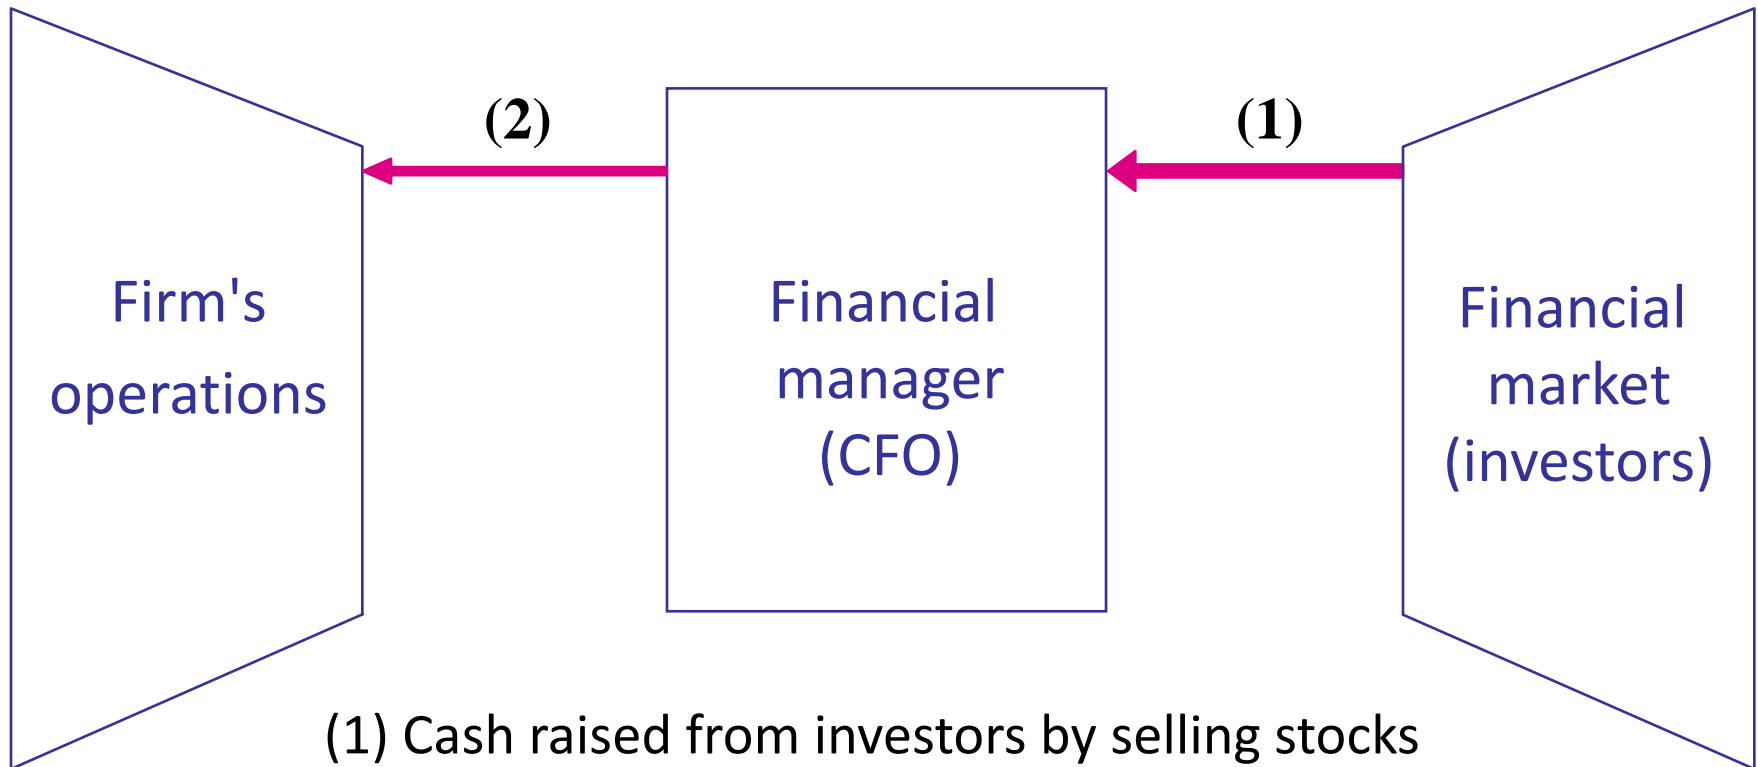 (2)
(1)
Firm's
operations
Financial
manager
(CFO)
Financial
market
(investors)
(1) Cash raised from investors by selling stocks